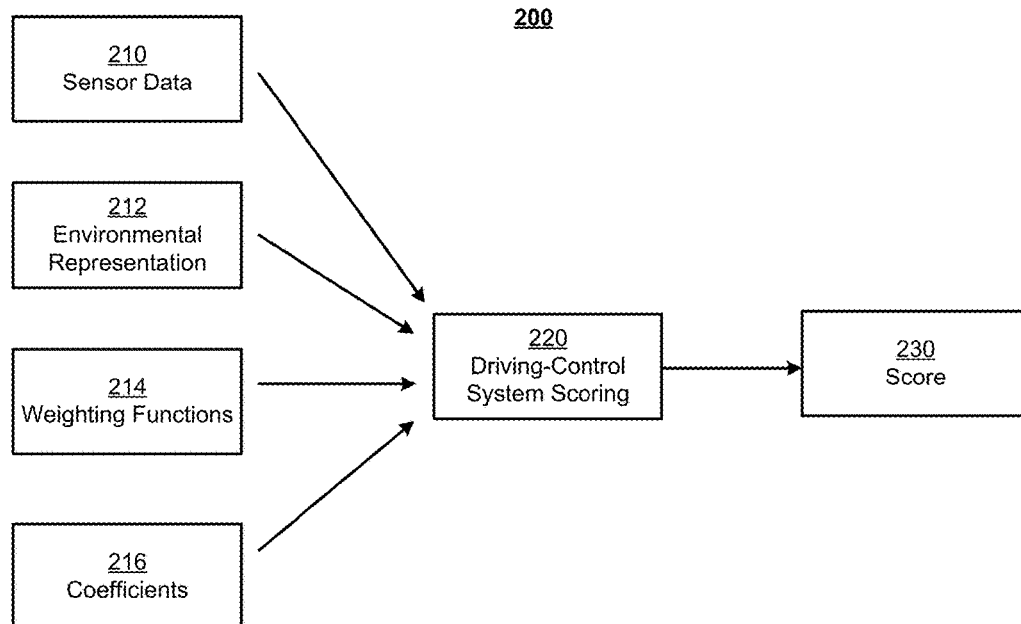 200
210
Sensor Data
212
Environmental
Representation
214
Weighting Functions
216
Coefficients
220
Driving-Control
System Scoring
230
Score